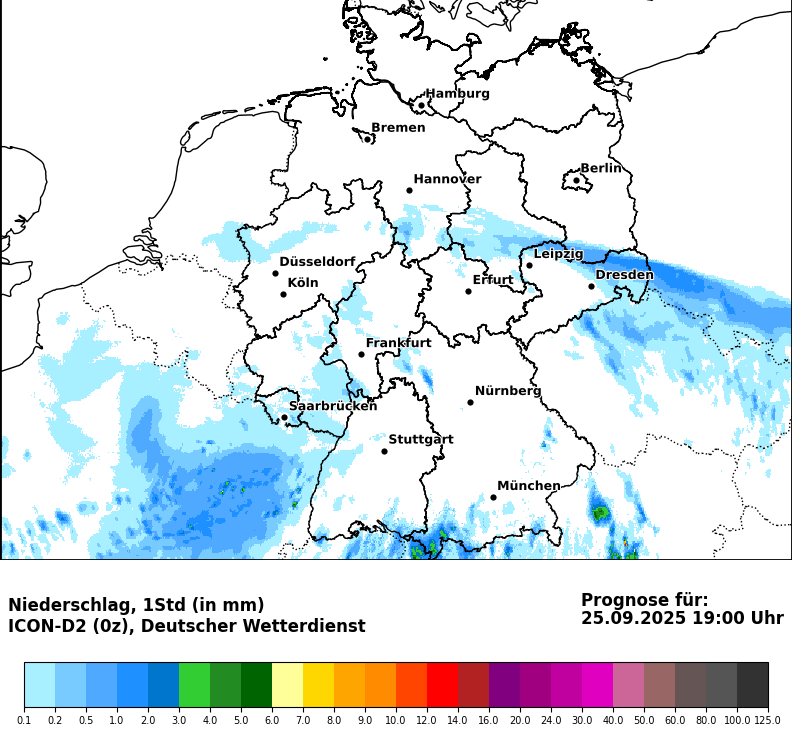 Hamburg
Bremen
Berlin
Hannover
Leipzig
Düsseldorf
Dresden
Köln
Erfurt
Frankfurt
Nürnberg
Saarbrücken
Stuttgart
München
Niederschlag, 1Std (in mm)
ICON-D2 (0z), Deutscher Wetterdienst
Prognose für:
25.09.2025 19:00 Uhr
0.1 0.2 0.5 1.0 2.0 3.0 4.0 5.0 6.0 7.0 8.0 9.0 10.0 12.0 14.0 16.0 20.0 24.0 30.0 40.0 50.0 60.0 80.0 100.0 125.0